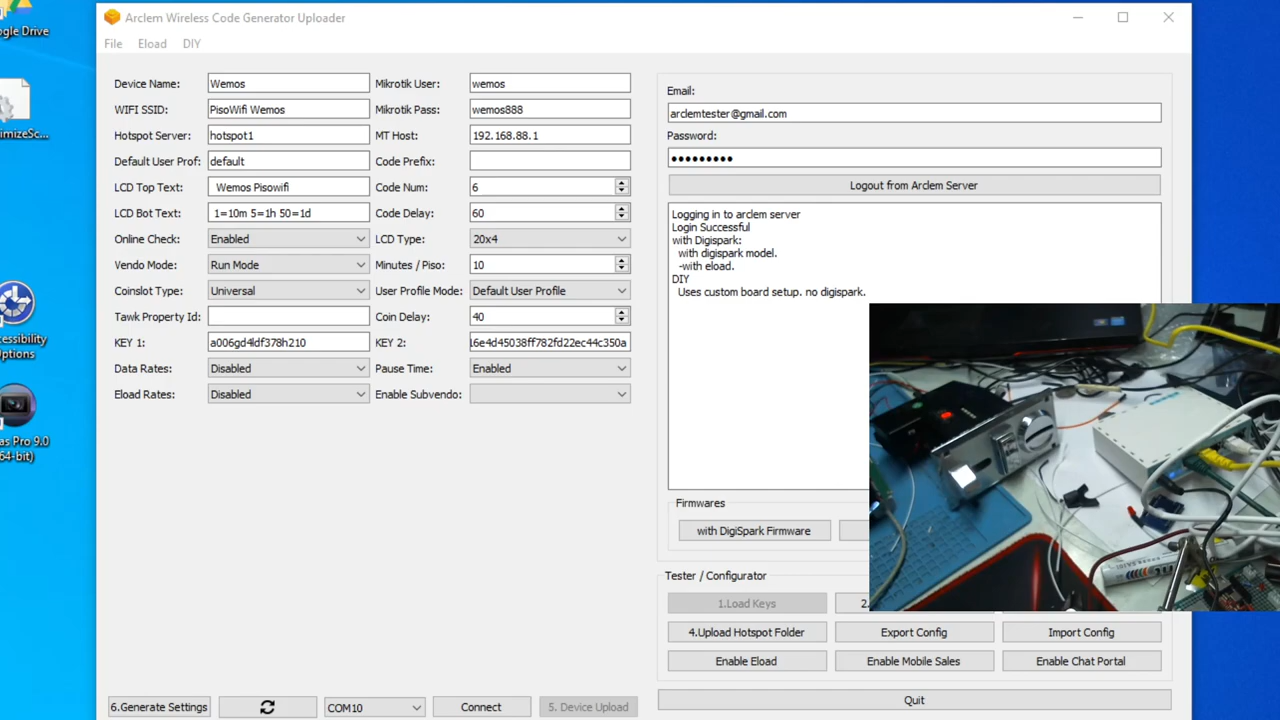 ogle Drive
imizeSc...
cessibility
ptions
as Pro 9.0
64-bit)
Arclem Wireless Code Generator Uploader
File Eload DIY
Device Name: Wemos Mikrotik User: wemos
WIFI SSID: PisoWifi Wemos Mikrotik Pass: wemos888
Hotspot Server: hotspot1 MT Host: 192.168.88.1
Default User Prof: default Code Prefix:
LCD Top Text: Wemos Pisowifi Code Num: 6
LCD Bot Text: 1=10m 5=1h 50=1d Code Delay: 60
Online Check: Enabled LCD Type: 20x4
Vendo Mode: Run Mode Minutes / Piso: 10
Coinslot Type: Universal User Profile Mode: Default User Profile
Tawk Property Id: Coin Delay: 40
KEY 1: a006gd4ldf378h210 KEY 2: l6e4d45038ff782fd22ec44c350a
Data Rates: Disabled Pause Time: Enabled
Eload Rates: Disabled Enable Subvendo:
6.Generate Settings COM10 Connect 5. Device Upload
Email:
arclemtester@gmail.com
Password:
●●●●●●●●●
Logout from Arclem Server
Logging in to arclem server
Login Successful
with Digispark:
with digispark model.
-with eload.
DIY
Uses custom board setup. no digispark.
Firmwares
with DigiSpark Firmware
Tester / Configurator
1.Load Keys 2.
4.Upload Hotspot Folder Export Config Import Config
Enable Eload Enable Mobile Sales Enable Chat Portal
Quit